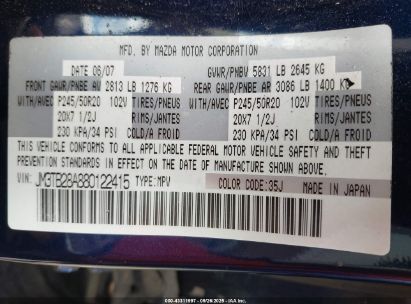 MFD. BY MAZDA MOTOR CORPORATION
DATE 06/07 GVWR/PNBV 5831 LB 2645 KG
FRONT GAWR/PNBE AV 2813 LB 1276 KG REAR GAWR/PNBE AR 3086 LB 1400 KG
WITH/AVEC P245/50R20 102V TIRES/PNEUS WITH/AVEC P245/50R20 102V TIRES/PNEUS
20X7 1/2J RIMS/JANTES 20X7 1/2J RIMS/JANTES
230 KPA/34 PSI COLD/A FROID 230 KPA/34 PSI COLD/A FROID
THIS VEHICLE CONFORMS TO ALL APPLICABLE FEDERAL MOTOR VEHICLE SAFETY AND THEFT
PREVENTION STANDARDS IN EFFECT ON THE DATE OF MANUFACTURE SHOWN ABOVE.
VIN: JM3TB28A880122415 TYPE:MPV COLOR CODE:35J MADE IN JAPAN